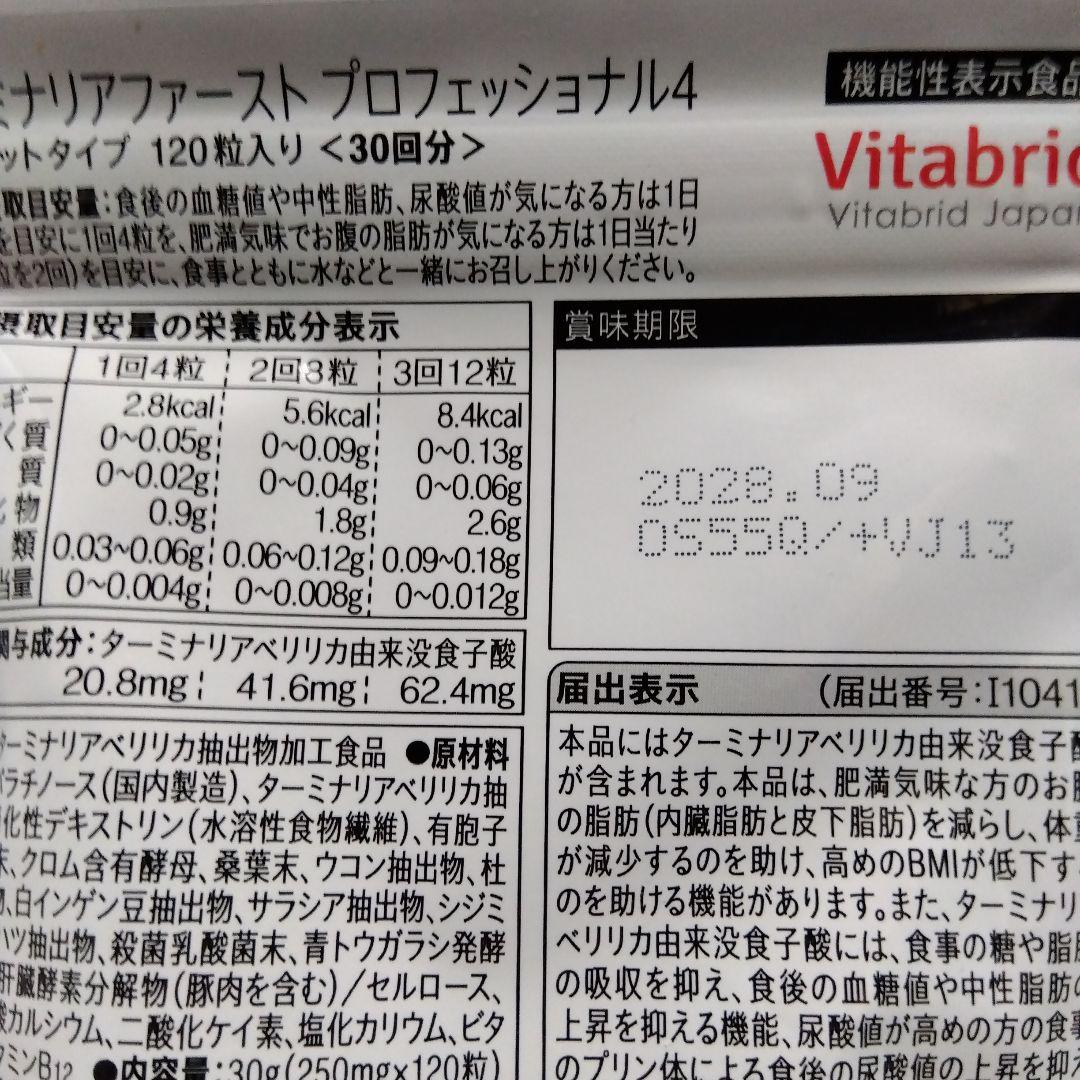 ミナリアファースト プロフェッショナル4
ットタイプ 120粒入り<30回分>
取目安量:食後の血糖値や中性脂肪、尿酸値が気になる方は1日
を目安に1回4粒を、肥満気味でお腹の脂肪が気になる方は1日当たり
粒を2回)を目安に、食事とともに水などと一緒にお召し上がりください。
機能性表示食品
Vitabrid
Vitabrid Japan
摂取目安量の栄養成分表示
1回4粒 2回8粒 3回12粒
ギー 2.8kcal 5.6kcal 8.4kcal
く質 0~0.05g 0~0.09g 0~0.13g
質 0~0.02g 0~0.04g 0~0.06g
物 0.9g 1.8g 2.6g
類 0.03~0.06g 0.06~0.12g 0.09~0.18g
当量 0~0.004g 0~0.008g 0~0.012g
関与成分:ターミナリアベリリカ由来没食子酸
20.8mg 41.6mg 62.4mg
ターミナリアベリリカ抽出物加工食品 ●原材料
パラチノース(国内製造)、ターミナリアベリリカ抽
化性デキストリン(水溶性食物繊維)、有胞子
末、クロム含有酵母、桑葉末、ウコン抽出物、杜
物、白インゲン豆抽出物、サラシア抽出物、シジミ
ハツ抽出物、殺菌乳酸菌末、青トウガラシ発酵
肝臓酵素分解物(豚肉を含む)/セルロース、
酸カルシウム、二酸化ケイ素、塩化カリウム、ビタ
タミンB12 ●内容量:30g(250mg×120粒)
賞味期限
2028.09
0S55Q/+VJ13
届出表示 (届出番号:I1041
本品にはターミナリアベリリカ由来没食子酸
が含まれます。本品は、肥満気味な方のお腹
の脂肪(内臓脂肪と皮下脂肪)を減らし、体重
が減少するのを助け、高めのBMIが低下す
のを助ける機能があります。また、ターミナリ
ベリリカ由来没食子酸には、食事の糖や脂肪
の吸収を抑え、食後の血糖値や中性脂肪の
上昇を抑える機能、尿酸値が高めの方の食事
のプリン体による食後の尿酸値の上昇を抑え